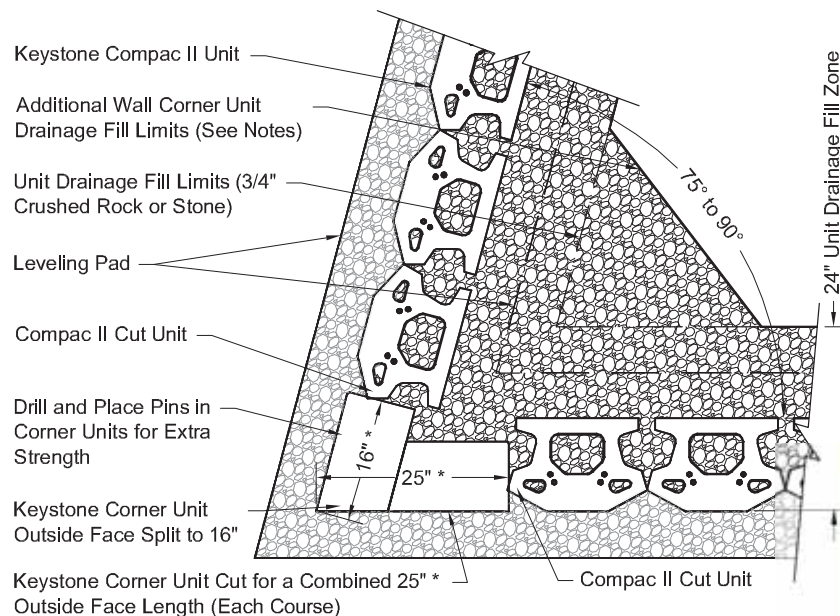 Keystone Compac II Unit
Additional Wall Corner Unit
Drainage Fill Limits (See Notes)
Unit Drainage Fill Limits (3/4"
Crushed Rock or Stone)
Leveling Pad
Compac II Cut Unit
Drill and Place Pins in
Corner Units for Extra
Strength
Keystone Corner Unit
Outside Face Split to 16"
Keystone Corner Unit Cut for a Combined 25" *
Outside Face Length (Each Course)
16" *
25" *
Compac II Cut Unit
75° to 90°
24" Unit Drainage Fill Zone